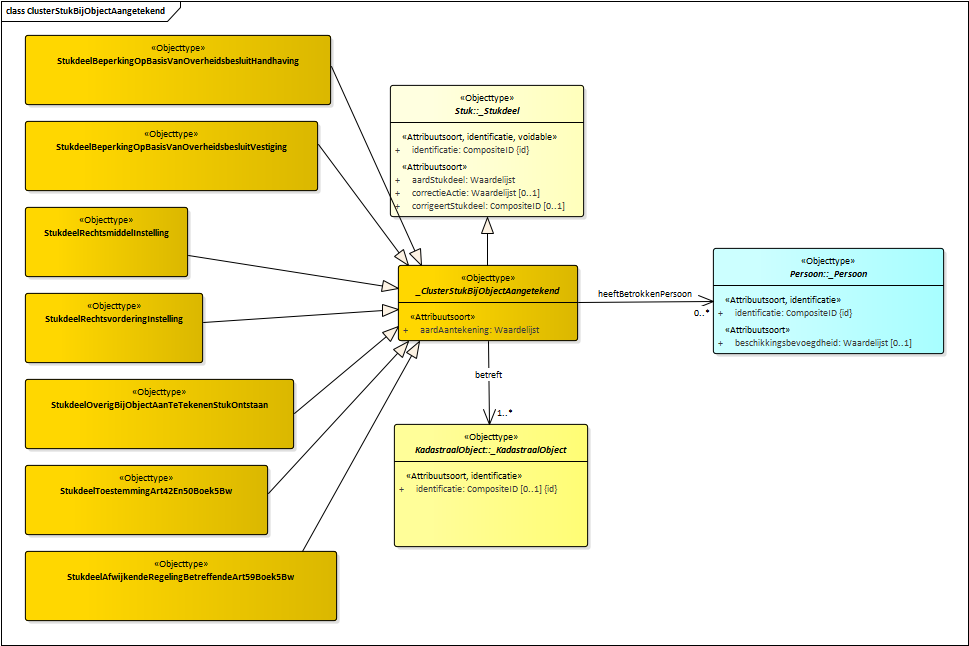 class ClusterStukBijObjectAangetekend
«Objecttype»
StukdeelBeperkingOpBasisVanOverheidsbesluitHandhaving
«Objecttype»
StukdeelBeperkingOpBasisVanOverheidsbesluitVestiging
«Objecttype»
StukdeelRechtsmiddelInstelling
«Objecttype»
StukdeelRechtsvorderingInstelling
«Objecttype»
StukdeelOverigBijObjectAanTeTekenenStukOntstaan
«Objecttype»
StukdeelToestemmingArt42En50Boek5Bw
«Objecttype»
StukdeelAfwijkendeRegelingBetreffendeArt59Boek5Bw
«Objecttype»
Stuk::_Stukdeel
«Attribuutsoort, identificatie, voidable»
+ identificatie: CompositeID {id}
«Attribuutsoort»
+ aardStukdeel: Waardelijst
+ correctieActie: Waardelijst [0..1]
+ corrigeertStukdeel: CompositeID [0..1]
«Objecttype»
_ClusterStukBijObjectAangetekend
«Attribuutsoort»
+ aardAantekening: Waardelijst
heeftBetrokkenPersoon
0..*
«Objecttype»
Persoon::_Persoon
«Attribuutsoort, identificatie»
+ identificatie: CompositeID {id}
«Attribuutsoort»
+ beschikkingsbevoegdheid: Waardelijst [0..1]
betreft
1..*
«Objecttype»
KadastraalObject::_KadastraalObject
«Attribuutsoort, identificatie»
+ identificatie: CompositeID [0..1] {id}